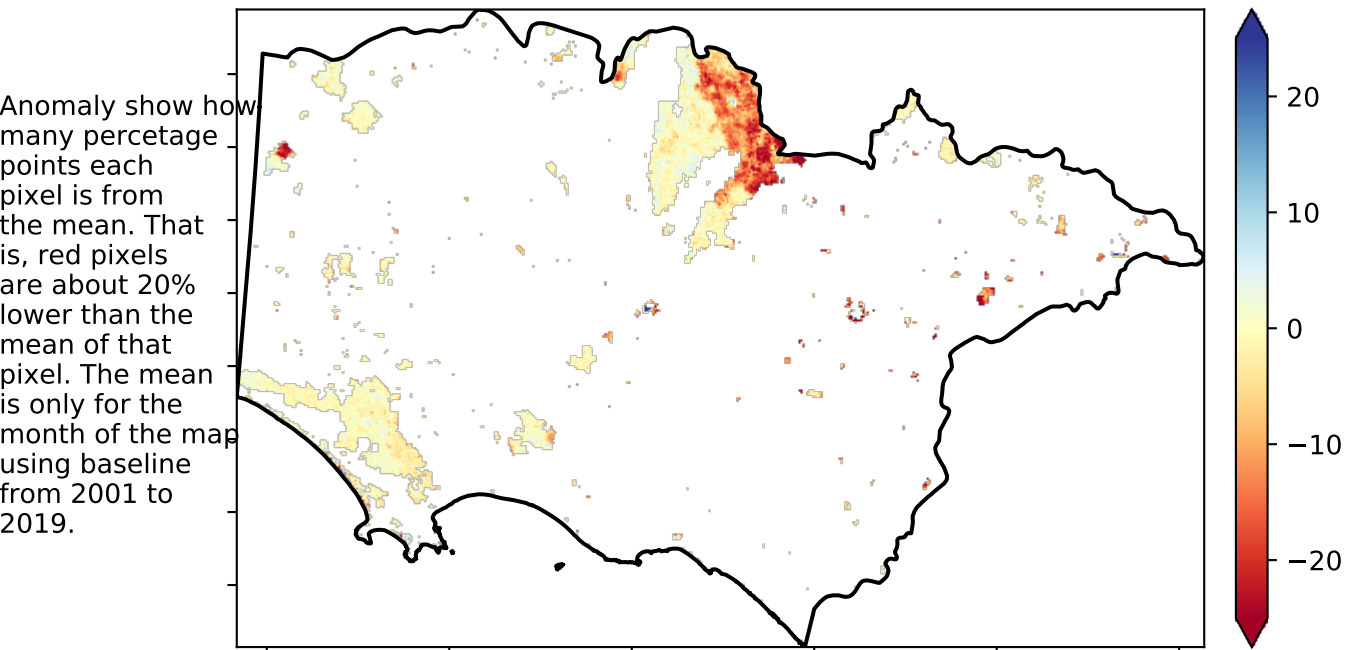 Anomaly show how
many percetage
points each
pixel is from
the mean. That
is, red pixels
are about 20%
lower than the
mean of that
pixel. The mean
is only for the
month of the map
using baseline
from 2001 to
2019.
20
10
0
−10
−20